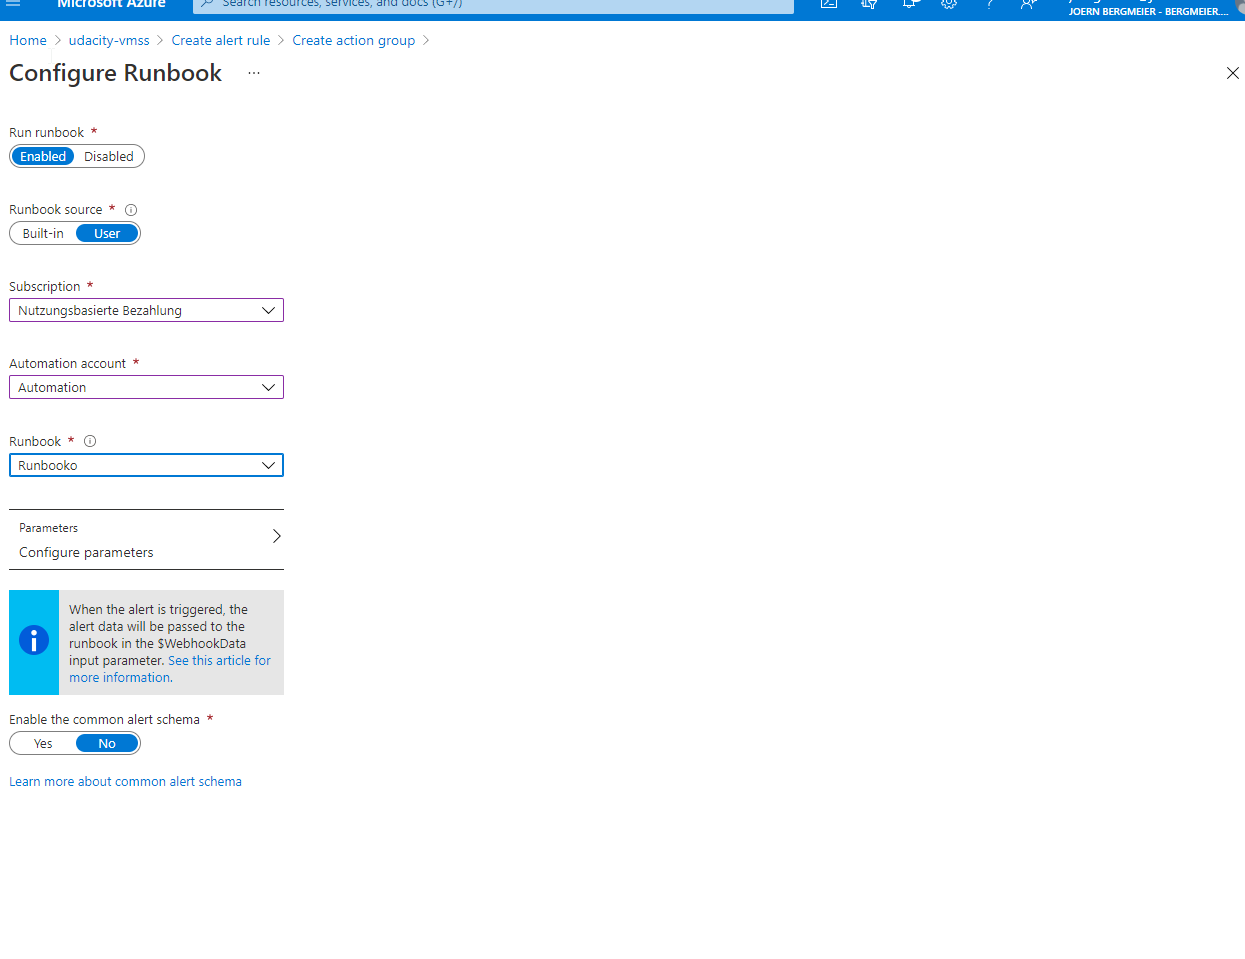 Microsoft Azure
Search resources, services, and docs (G+/)
JOERN BERGMEIER - BERGMEIER....
Home > udacity-vmss > Create alert rule > Create action group >
Configure Runbook ...
Run runbook *
Enabled Disabled
Runbook source *
Built-in User
Subscription *
Nutzungsbasierte Bezahlung
Automation account *
Automation
Runbook *
Runbooko
Parameters
Configure parameters
When the alert is triggered, the
alert data will be passed to the
runbook in the $WebhookData
input parameter. See this article for
more information.
Enable the common alert schema *
Yes No
Learn more about common alert schema